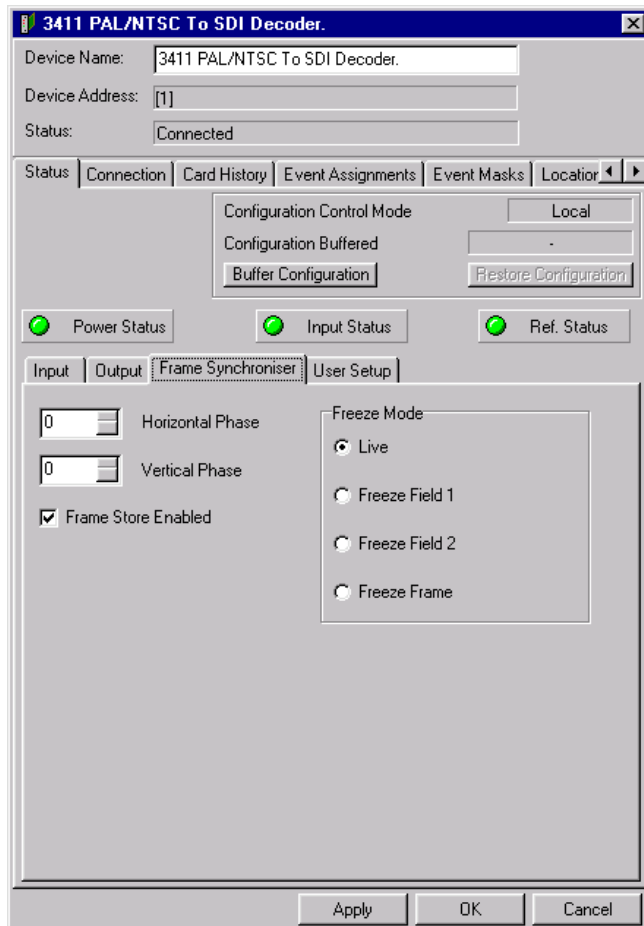 3411 PAL/NTSC To SDI Decoder.
Device Name: 3411 PAL/NTSC To SDI Decoder.
Device Address: [1]
Status: Connected
Status Connection Card History Event Assignments Event Masks Location
Configuration Control Mode Local
Configuration Buffered -
Buffer Configuration Restore Configuration
Power Status Input Status Ref. Status
Input Output Frame Synchroniser User Setup
0 Horizontal Phase
0 Vertical Phase
Frame Store Enabled
Freeze Mode
Live
Freeze Field 1
Freeze Field 2
Freeze Frame
Apply OK Cancel